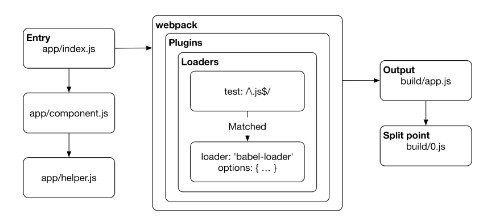 Entry
app/index.js
app/component.js
app/helper.js
webpack
Plugins
Loaders
test: /\.js$/
Matched
loader: 'babel-loader'
options: { … }
Output
build/app.js
Split point
build/0.js